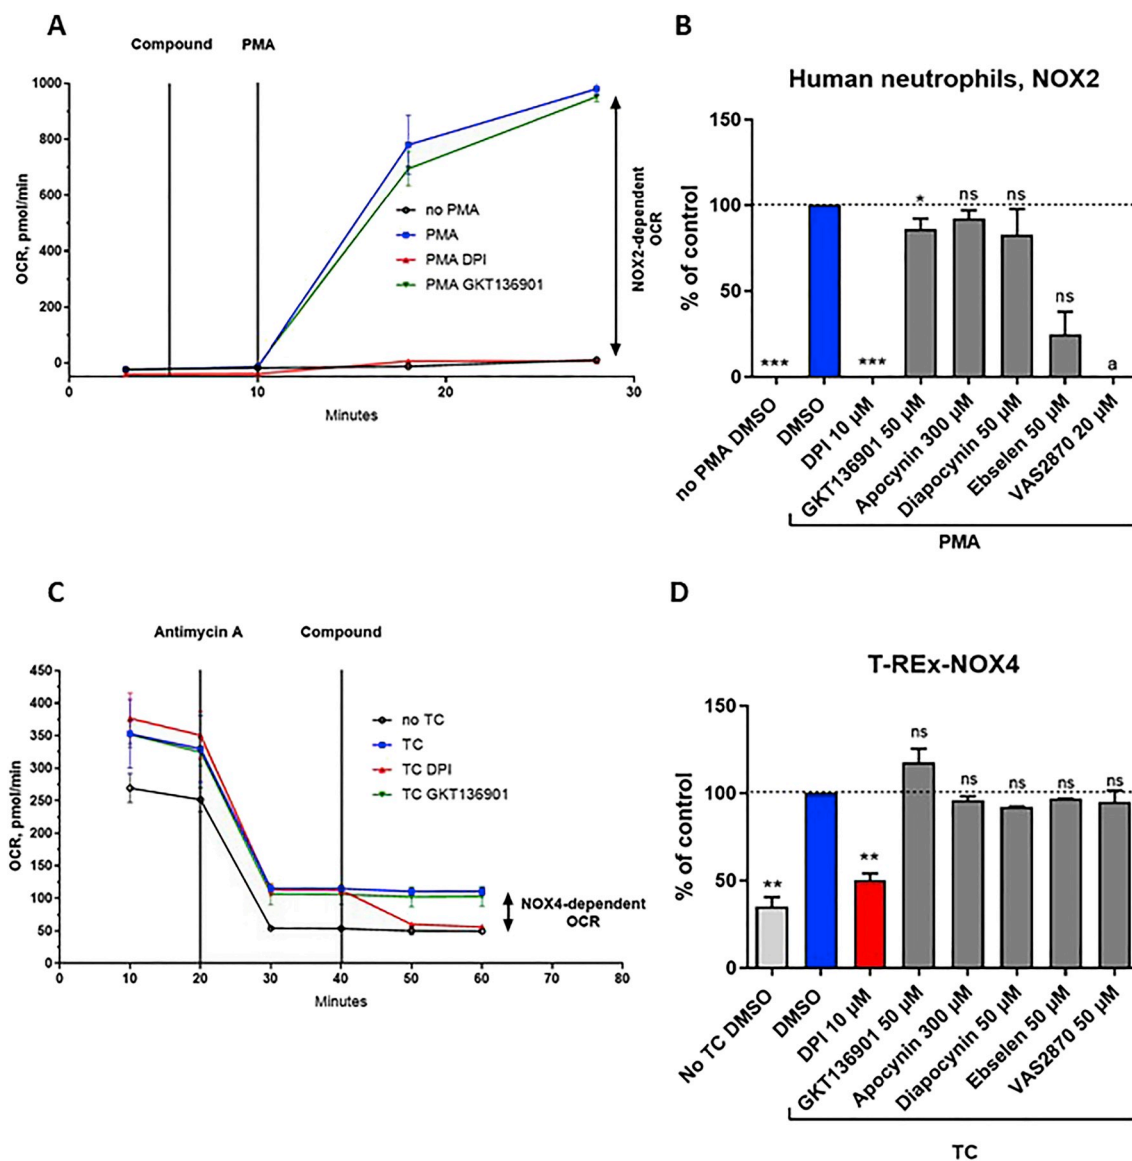 A
Compound PMA
1000
800
600
400
200
0
OCR, pmol/min
no PMA
PMA
PMA DPI
PMA GKT136901
NOX2-dependent
OCR
0 10 20 30
Minutes
B
Human neutrophils, NOX2
150
100
50
0
% of control
*** *** * ns ns ns a
no PMA DMSO
DMSO
DPI 10 µM
GKT136901 50 µM
Apocynin 300 µM
Diapocynin 50 µM
Ebselen 50 µM
VAS2870 20 µM
PMA
C
Antimycin A Compound
450
400
350
300
250
200
150
100
50
0
OCR, pmol/min
no TC
TC
TC DPI
TC GKT136901
NOX4-dependent
OCR
0 10 20 30 40 50 60 70 80
Minutes
D
T-REx-NOX4
150
100
50
0
% of control
** ** ns ns ns ns ns
No TC DMSO
DMSO
DPI 10 µM
GKT136901 50 µM
Apocynin 300 µM
Diapocynin 50 µM
Ebselen 50 µM
VAS2870 50 µM
TC